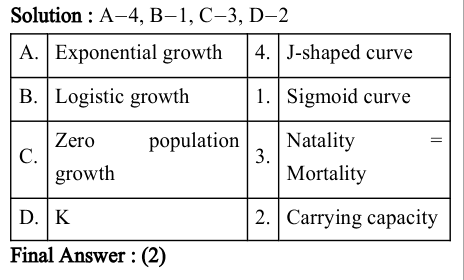 Solution : A–4, B–1, C–3, D–2
A. Exponential growth 4. J-shaped curve
B. Logistic growth 1. Sigmoid curve
C. Zero population growth 3. Natality = Mortality
D. K 2. Carrying capacity
Final Answer : (2)